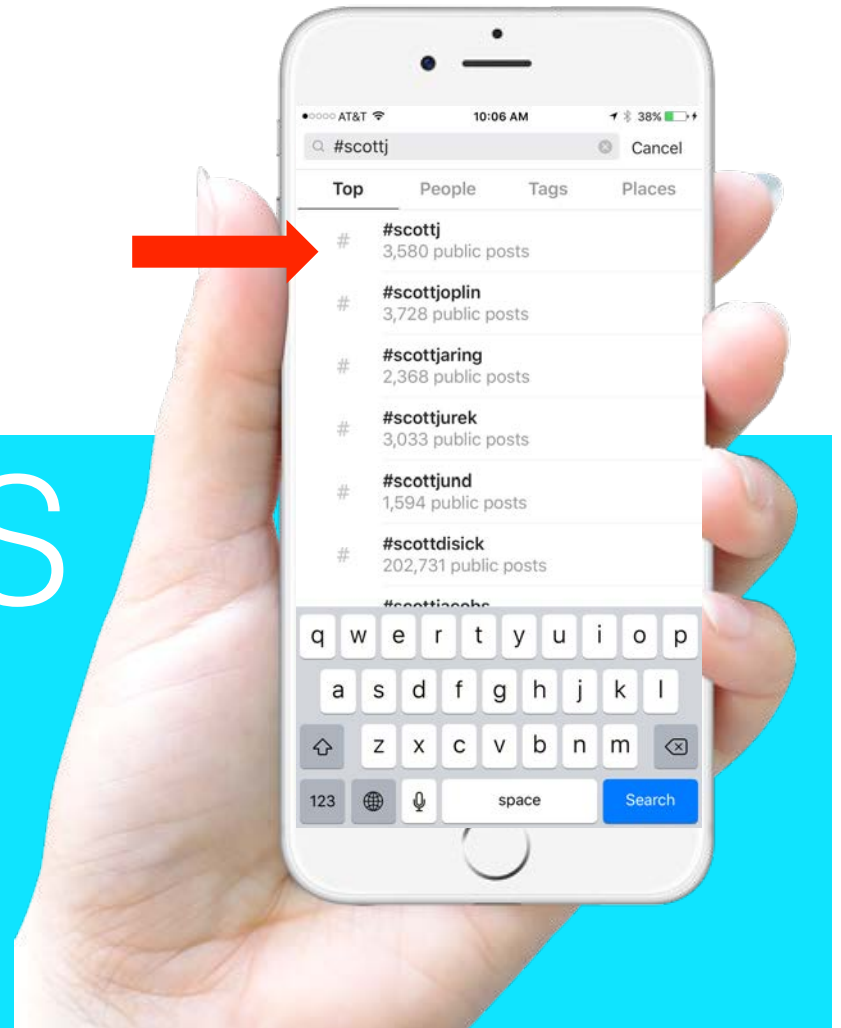 AT&T 10:06 AM 38%
#scottj Cancel
Top People Tags Places
# #scottj
3,580 public posts
# #scottjoplin
3,728 public posts
# #scottjaring
2,368 public posts
# #scottjurek
3,033 public posts
# #scottjund
1,594 public posts
# #scottdisick
202,731 public posts
#scottjacobs
S
q w e r t y u i o p
a s d f g h j k l
z x c v b n m
123 space Search